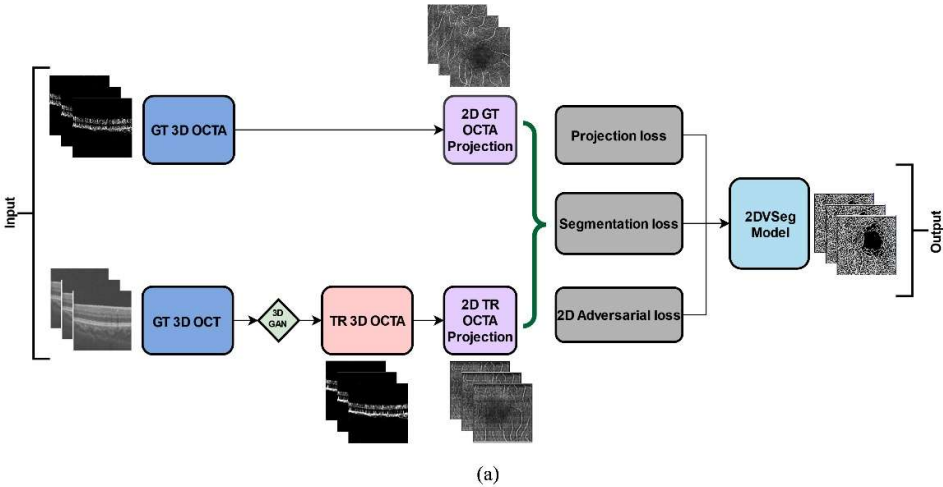 Input
GT 3D OCTA
2D GT
OCTA
Projection
GT 3D OCT
3D
GAN
TR 3D OCTA
2D TR
OCTA
Projection
Projection loss
Segmentation loss
2D Adversarial loss
2DVSeg
Model
Output
(a)